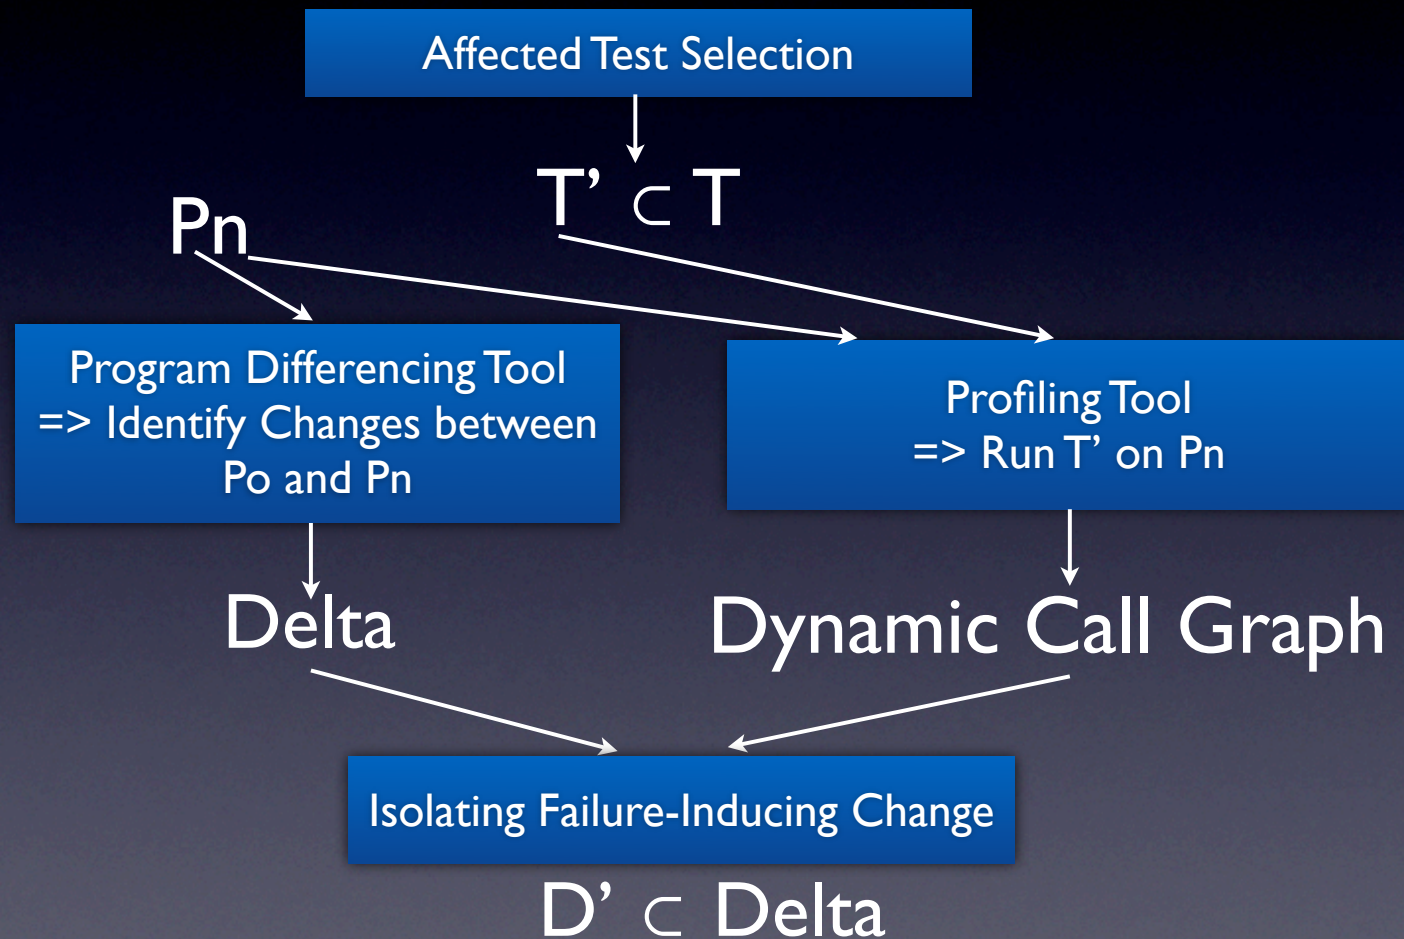 Affected Test Selection
T’ ⊂ T
Pn
Program Differencing Tool
=> Identify Changes between
Po and Pn
Profiling Tool
=> Run T’ on Pn
Delta
Dynamic Call Graph
Isolating Failure-Inducing Change
D’ ⊂ Delta